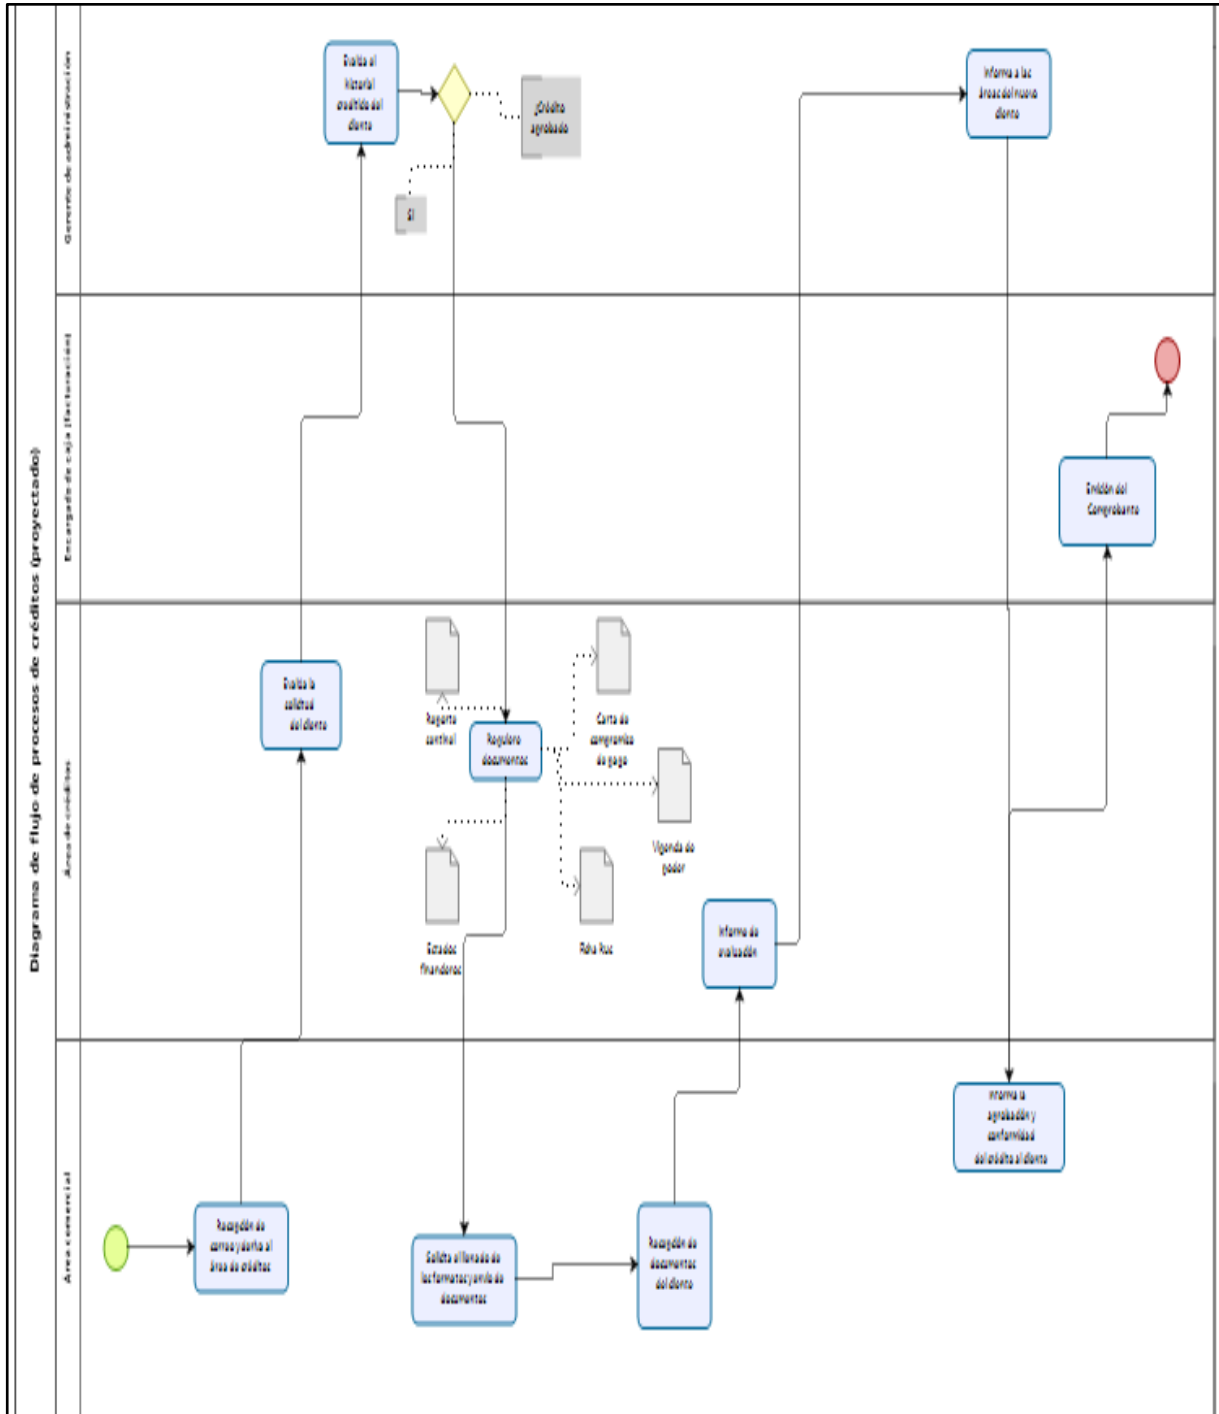 Diagrama de flujo de procesos de créditos (proyectado)
Gerente de administración
Evalúa el
historial
crediticio del
cliente
¿Crédito
aprobado
SI
Informa a las
áreas del nuevo
cliente
Encargado de caja (facturación)
Emisión del
Comprobante
Área de créditos
Evalúa la
solicitud
del cliente
Reporte
sentinel
Requiere
documentos
Carta de
compromiso
de pago
Vigencia de
poder
Estados
financieros
Ficha Ruc
Informe de
evaluación
Área comercial
Recepción de
correo y deriva al
área de créditos
Solicita el llenado de
los formatos y envío de
documentos
Recepción de
documentos
del cliente
Informa la
aprobación y
conformidad
del crédito al cliente